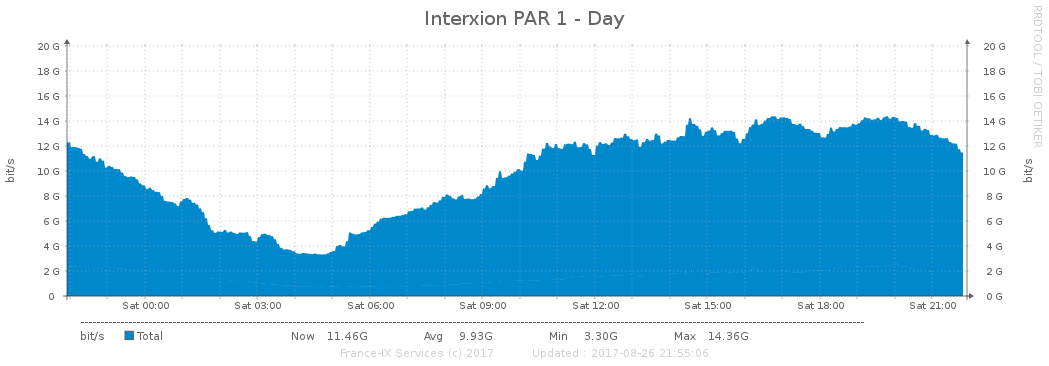 Interxion PAR 1 - Day
RRDTOOL / TOBI OETIKER
20 G 20 G
18 G 18 G
16 G 16 G
14 G 14 G
12 G 12 G
10 G 10 G
8 G 8 G
6 G 6 G
4 G 4 G
2 G 2 G
0 0 G
bit/s
bit/s
Sat 00:00 Sat 03:00 Sat 06:00 Sat 09:00 Sat 12:00 Sat 15:00 Sat 18:00 Sat 21:00
bit/s Total Now 11.46G Avg 9.93G Min 3.30G Max 14.36G
France-IX Services (c) 2017 Updated : 2017-08-26 21:55:06